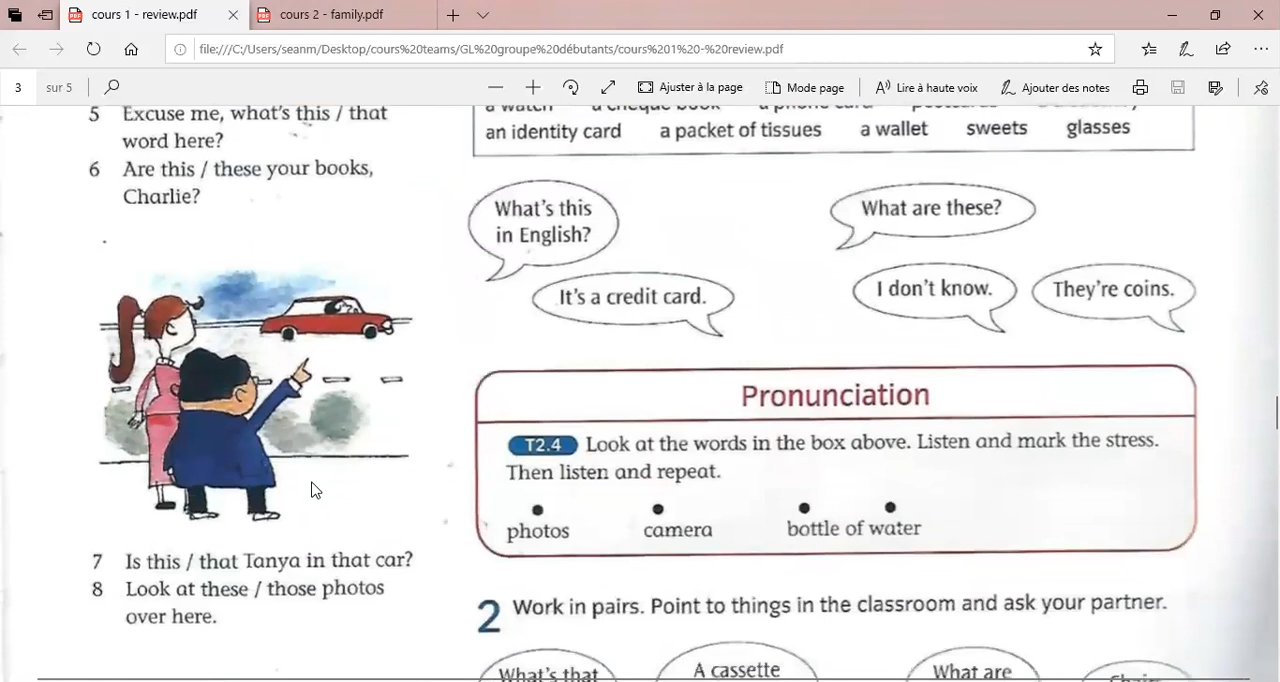 cours 1 - review.pdf
cours 2 - family.pdf
file:///C:/Users/seanm/Desktop/cours%20teams/GL%20groupe%20débutants/cours%201%20-%20review.pdf
3 sur 5
Ajuster à la page
Mode page
Lire à haute voix
Ajouter des notes
5 Excuse me, what's this / that
word here?
6 Are this / these your books,
Charlie?
7 Is this / that Tanya in that car?
8 Look at these / those photos
over here.
a watch a cheque book a phone card postcards
an identity card a packet of tissues a wallet sweets glasses
What's this
in English?
It's a credit card.
What are these?
I don't know.
They're coins.
Pronunciation
T2.4 Look at the words in the box above. Listen and mark the stress.
Then listen and repeat.
photos camera bottle of water
2 Work in pairs. Point to things in the classroom and ask your partner.
What's that
A cassette
What are